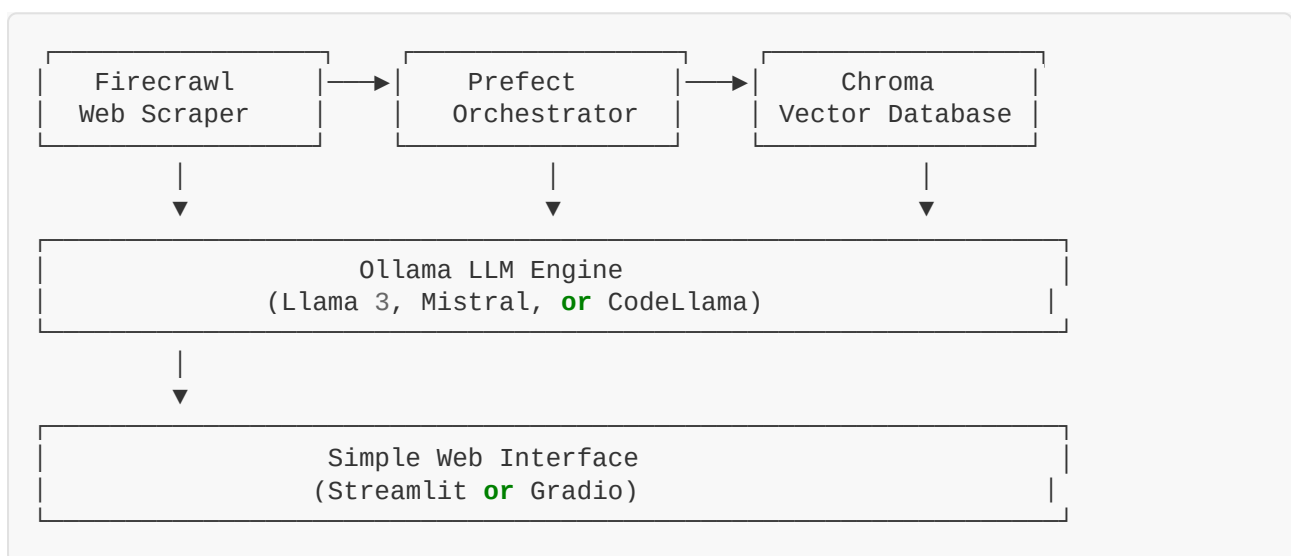 Firecrawl Prefect Chroma
Web Scraper Orchestrator Vector Database
Ollama LLM Engine
(Llama 3, Mistral, or CodeLlama)
Simple Web Interface
(Streamlit or Gradio)